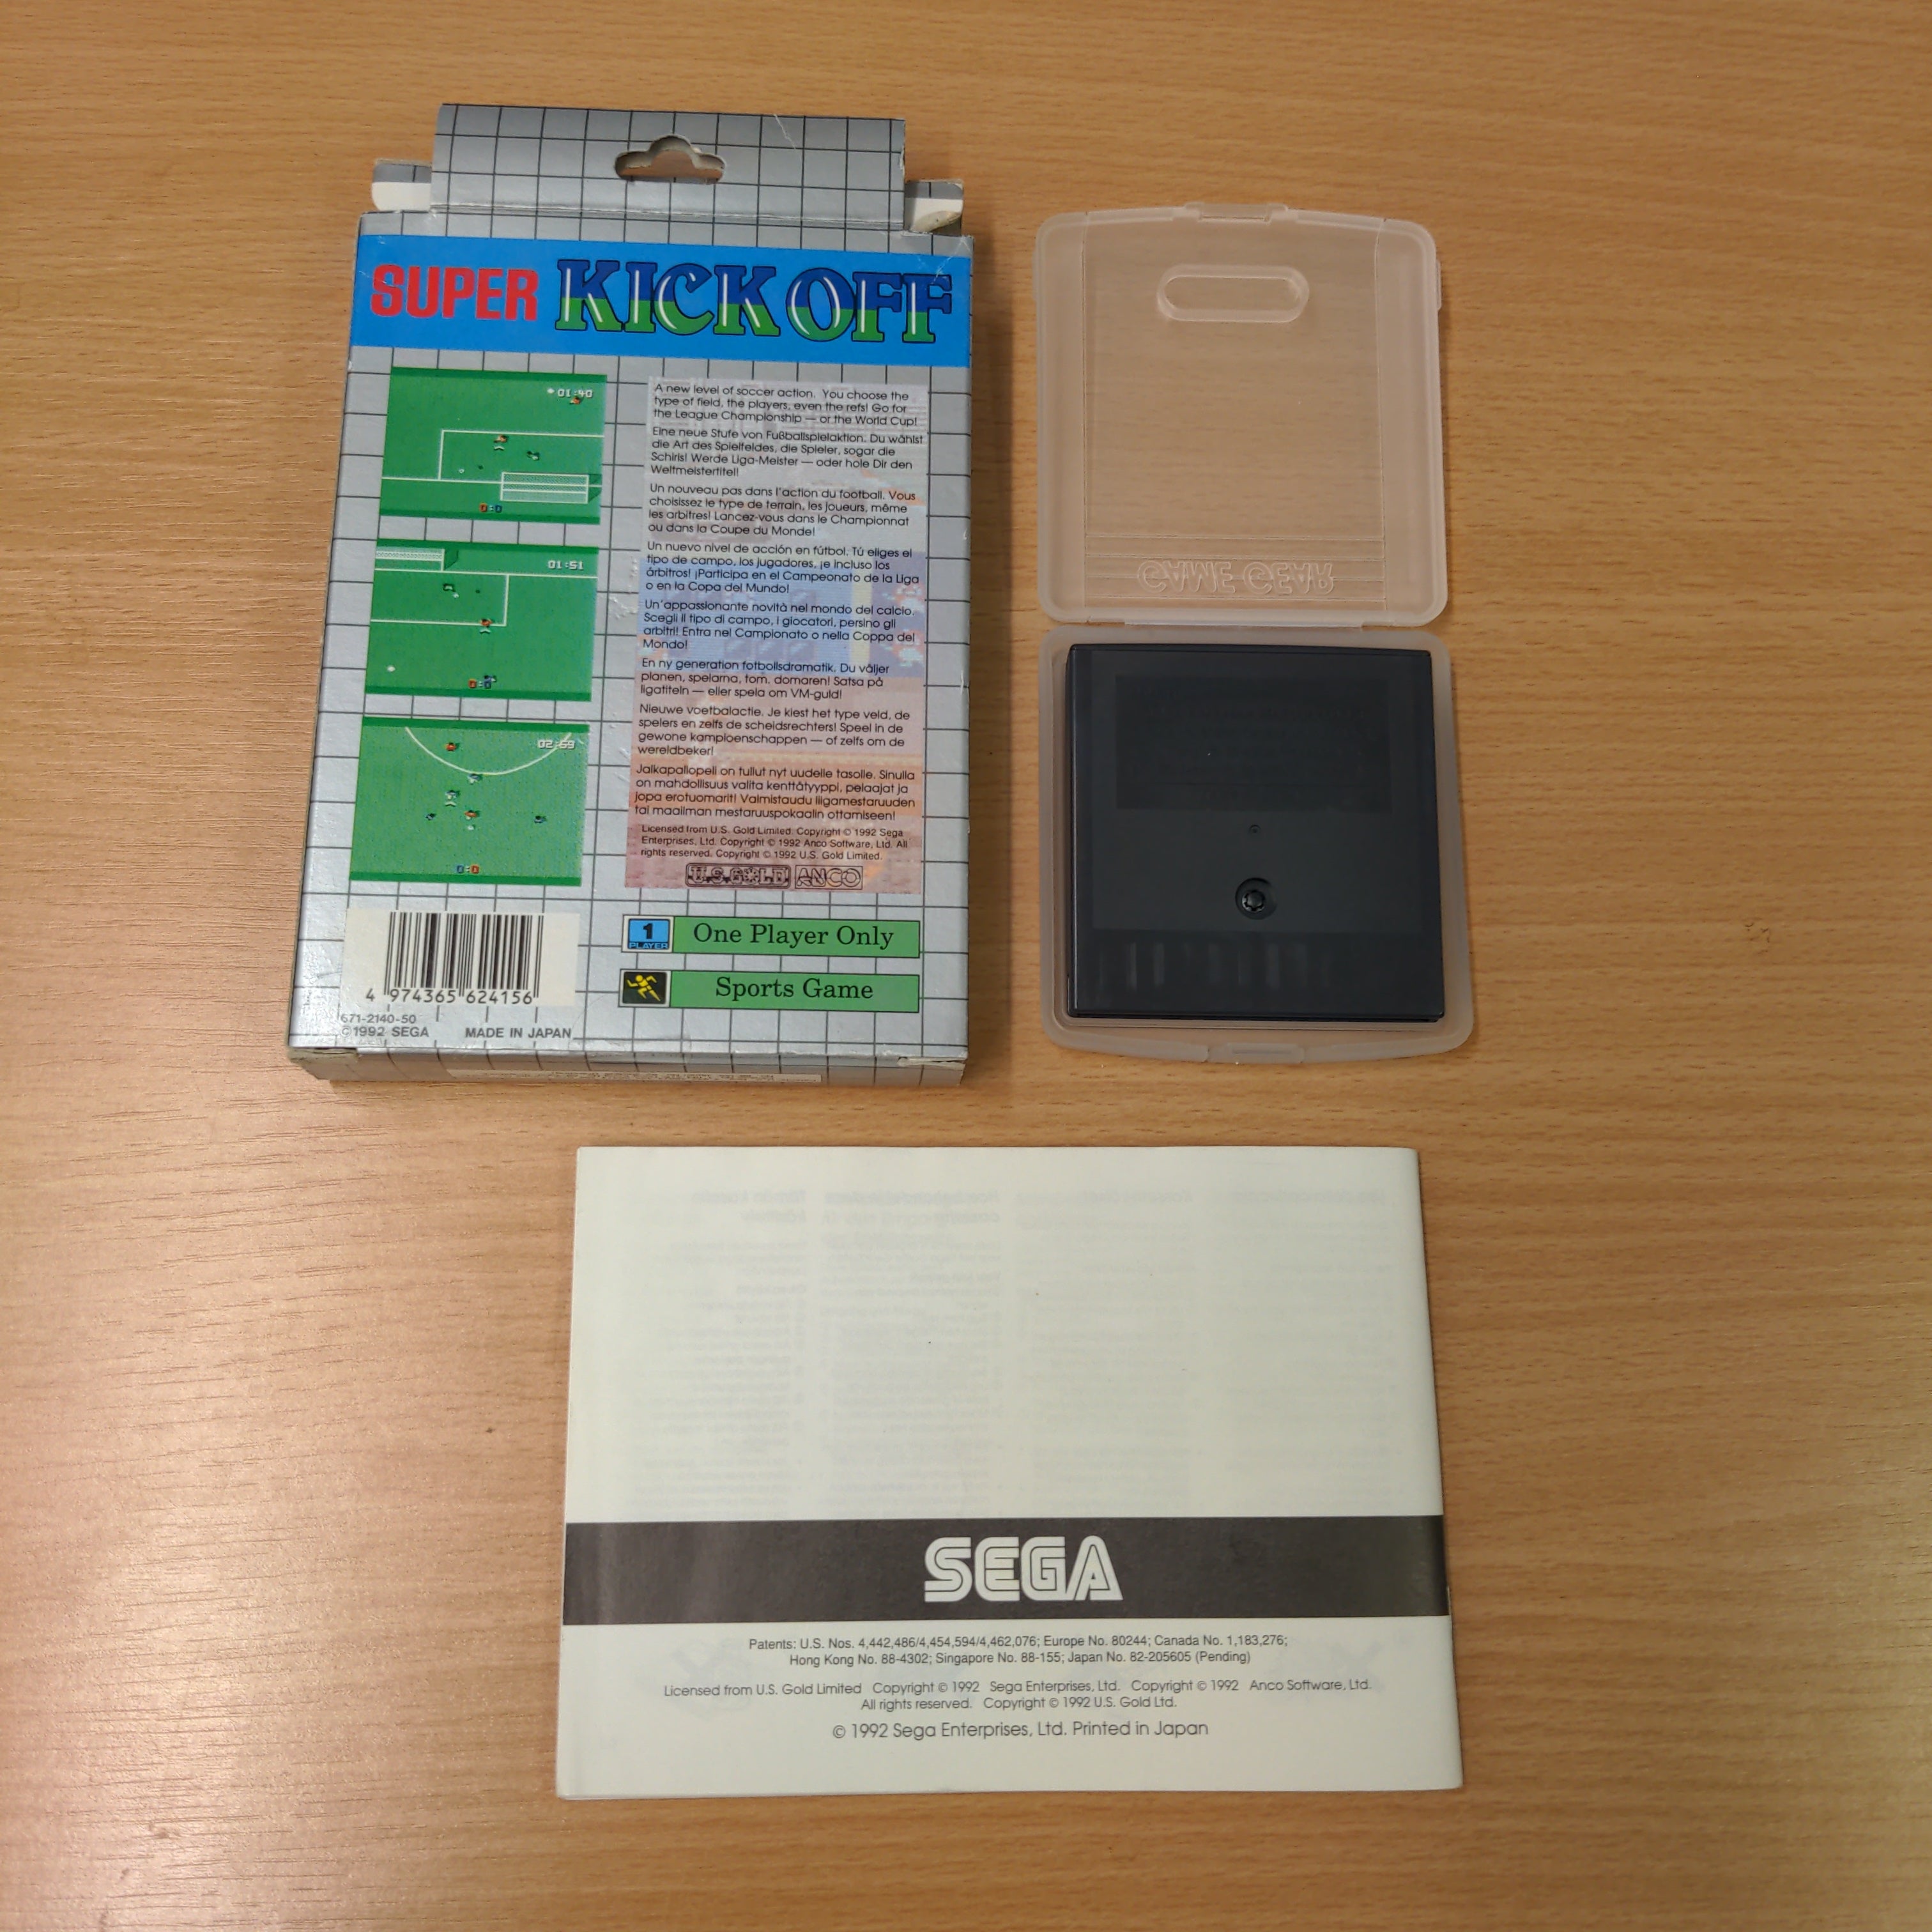 SUPER KICK OFF
01:40
0:0
01:51
0:0
02:59
0:0
A new level of soccer action. You choose the
type of field, the players, even the refs! Go for
the League Championship — or the World Cup!
Eine neue Stufe von Fußballspielaktion. Du wählst
die Art des Spielfeldes, die Spieler, sogar die
Schiris! Werde Liga-Meister — oder hole Dir den
Weltmeistertitel!
Un nouveau pas dans l'action du football. Vous
choisissez le type de terrain, les joueurs, même
les arbitres! Lancez-vous dans le Championnat
ou dans la Coupe du Monde!
Un nuevo nivel de acción en fútbol. Tú eliges el
tipo de campo, los jugadores, ¡e incluso los
árbitros! ¡Participa en el Campeonato de la Liga
o en la Copa del Mundo!
Un'appassionante novità nel mondo del calcio.
Scegli il tipo di campo, i giocatori, persino gli
arbitri! Entra nel Campionato o nella Coppa del
Mondo!
En ny generation fotbollsdramatik. Du väljer
planen, spelarna, tom. domaren! Satsa på
ligatiteln — eller spela om VM-guld!
Nieuwe voetbalactie. Je kiest het type veld, de
spelers en zelfs de scheidsrechters! Speel in de
gewone kampioenschappen — of zelfs om de
wereldbeker!
Jalkapallopeli on tullut nyt uudelle tasolle. Sinulla
on mahdollisuus valita kenttätyyppi, pelaajat ja
jopa erotuomarit! Valmistaudu liigamestaruuden
tai maailman mestaruuspokaalin ottamiseen!
Licensed from U.S. Gold Limited. Copyright © 1992 Sega
Enterprises, Ltd. Copyright © 1992 Anco Software, Ltd. All
rights reserved. Copyright © 1992 U.S. Gold Limited.
U.S. GOLD ANCO
1 PLAYER One Player Only
Sports Game
4 974365 624156
671-2140-50
©1992 SEGA MADE IN JAPAN
GAME GEAR
SEGA
Patents: U.S. Nos. 4,442,486/4,454,594/4,462,076; Europe No. 80244; Canada No. 1,183,276;
Hong Kong No. 88-4302; Singapore No. 88-155; Japan No. 82-205605 (Pending)
Licensed from U.S. Gold Limited Copyright © 1992 Sega Enterprises, Ltd. Copyright © 1992 Anco Software, Ltd.
All rights reserved. Copyright © 1992 U.S. Gold Ltd.
© 1992 Sega Enterprises, Ltd. Printed in Japan